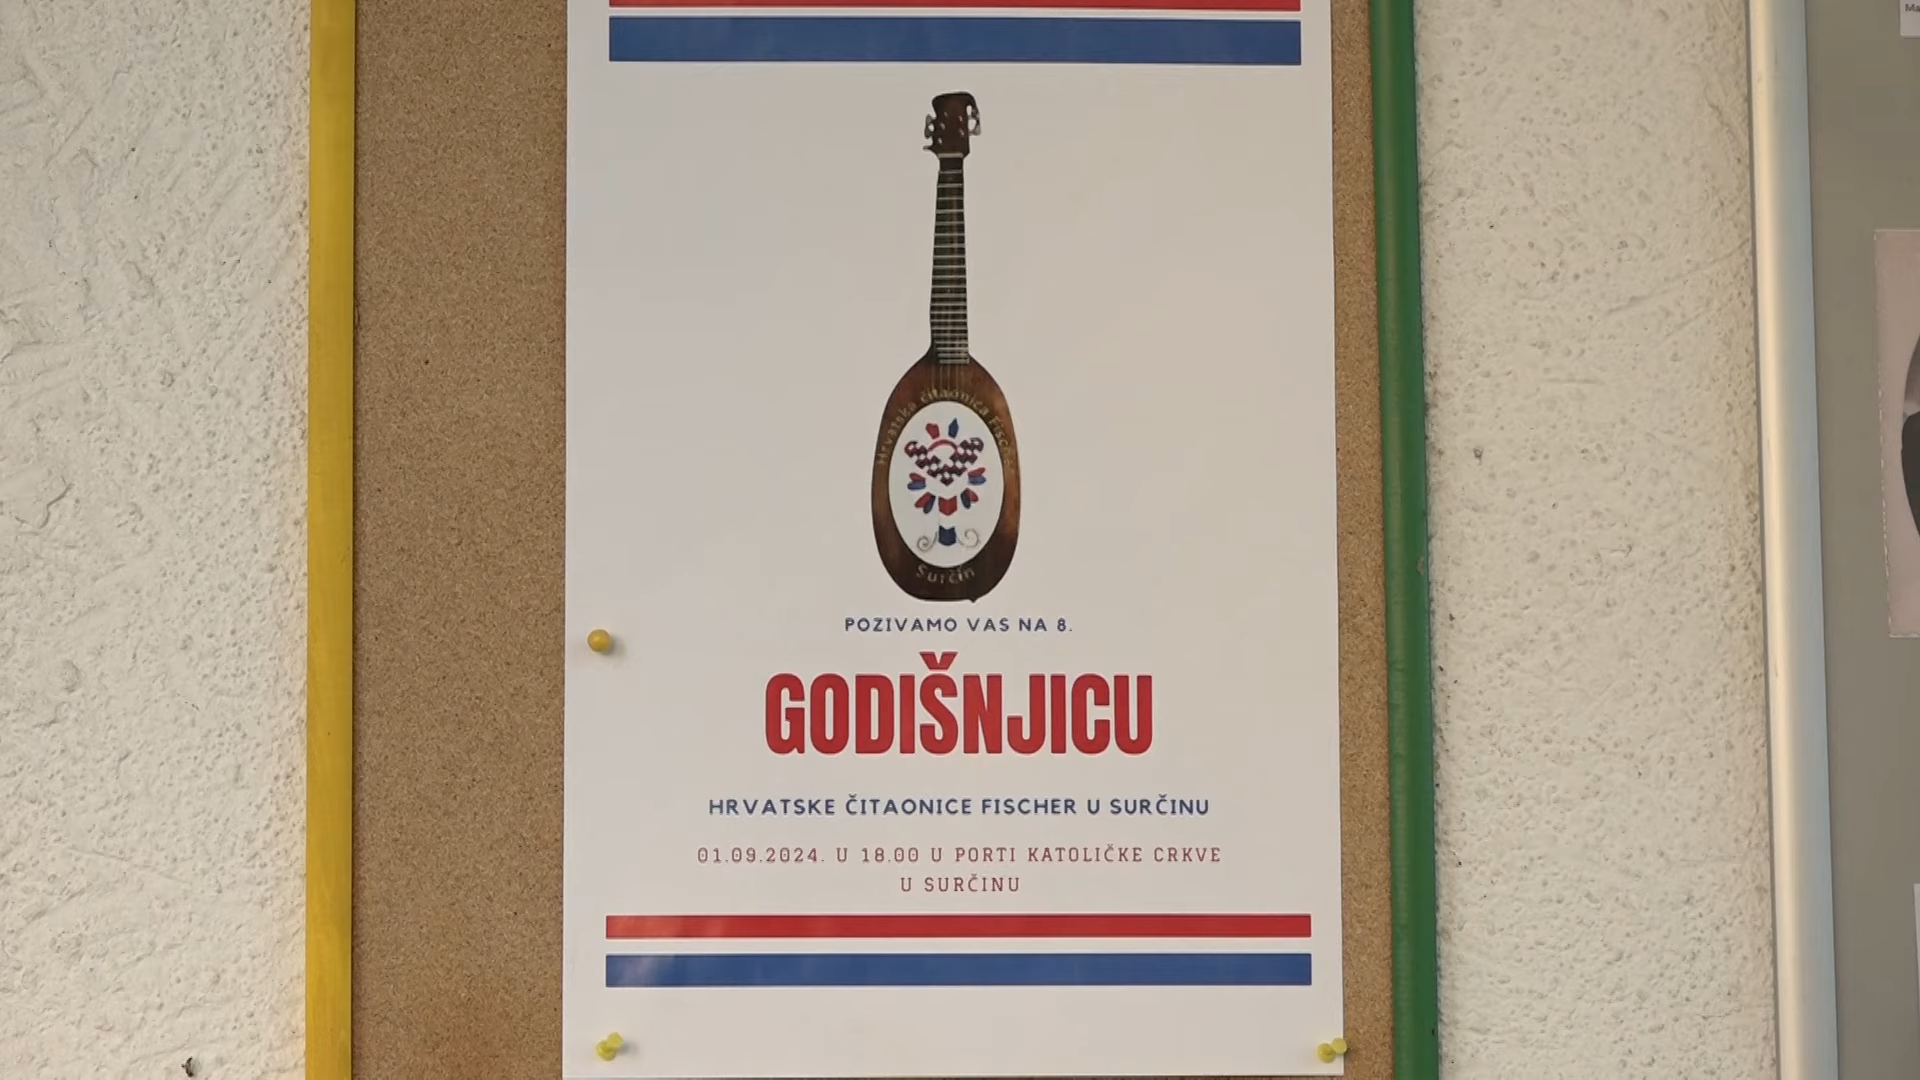 Hrvatska čitaonica Fischer
Surčin
POZIVAMO VAS NA 8.
GODIŠNJICU
HRVATSKE ČITAONICE FISCHER U SURČINU
01.09.2024. U 18.00 U PORTI KATOLIČKE CRKVE
U SURČINU